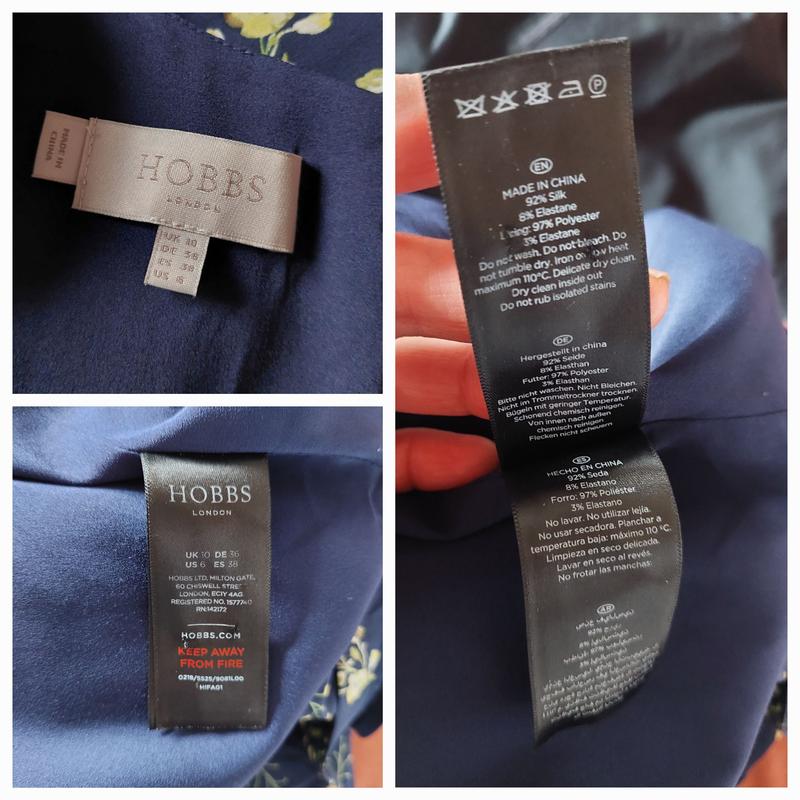 MADE IN
CHINA
HOBBS
LONDON
UK 10
DE 36
ES 38
US 6
HOBBS
LONDON
UK 10 DE 36
US 6 ES 38
HOBBS LTD, MILTON GATE,
60 CHISWELL STREET
LONDON, EC1Y 4AG
REGISTERED NO. 1577740
RN:142172
HOBBS.COM
KEEP AWAY
FROM FIRE
0218/5525/9081L00
HIFA01
P
EN
MADE IN CHINA
92% Silk
8% Elastane
Lining: 97% Polyester
3% Elastane
Do not wash. Do not bleach. Do
not tumble dry. Iron on low heat
maximum 110°C. Delicate dry clean.
Dry clean inside out
Do not rub isolated stains
DE
Hergestellt in china
92% Seide
8% Elasthan
Futter: 97% Polyester
3% Elasthan
Bitte nicht waschen. Nicht Bleichen.
Nicht im Trommeltrockner trocknen.
Bügeln mit geringer Temperatur.
Schonend chemisch reinigen.
Von innen nach außen
chemisch reinigen
Flecken nicht scheuern
ES
HECHO EN CHINA
92% Seda
8% Elastano
Forro: 97% Poliéster
3% Elastano
No lavar. No utilizar lejía.
No usar secadora. Planchar a
temperatura baja: máximo 110 °C.
Limpieza en seco delicada.
Lavar en seco al revés.
No frotar las manchas:
AR